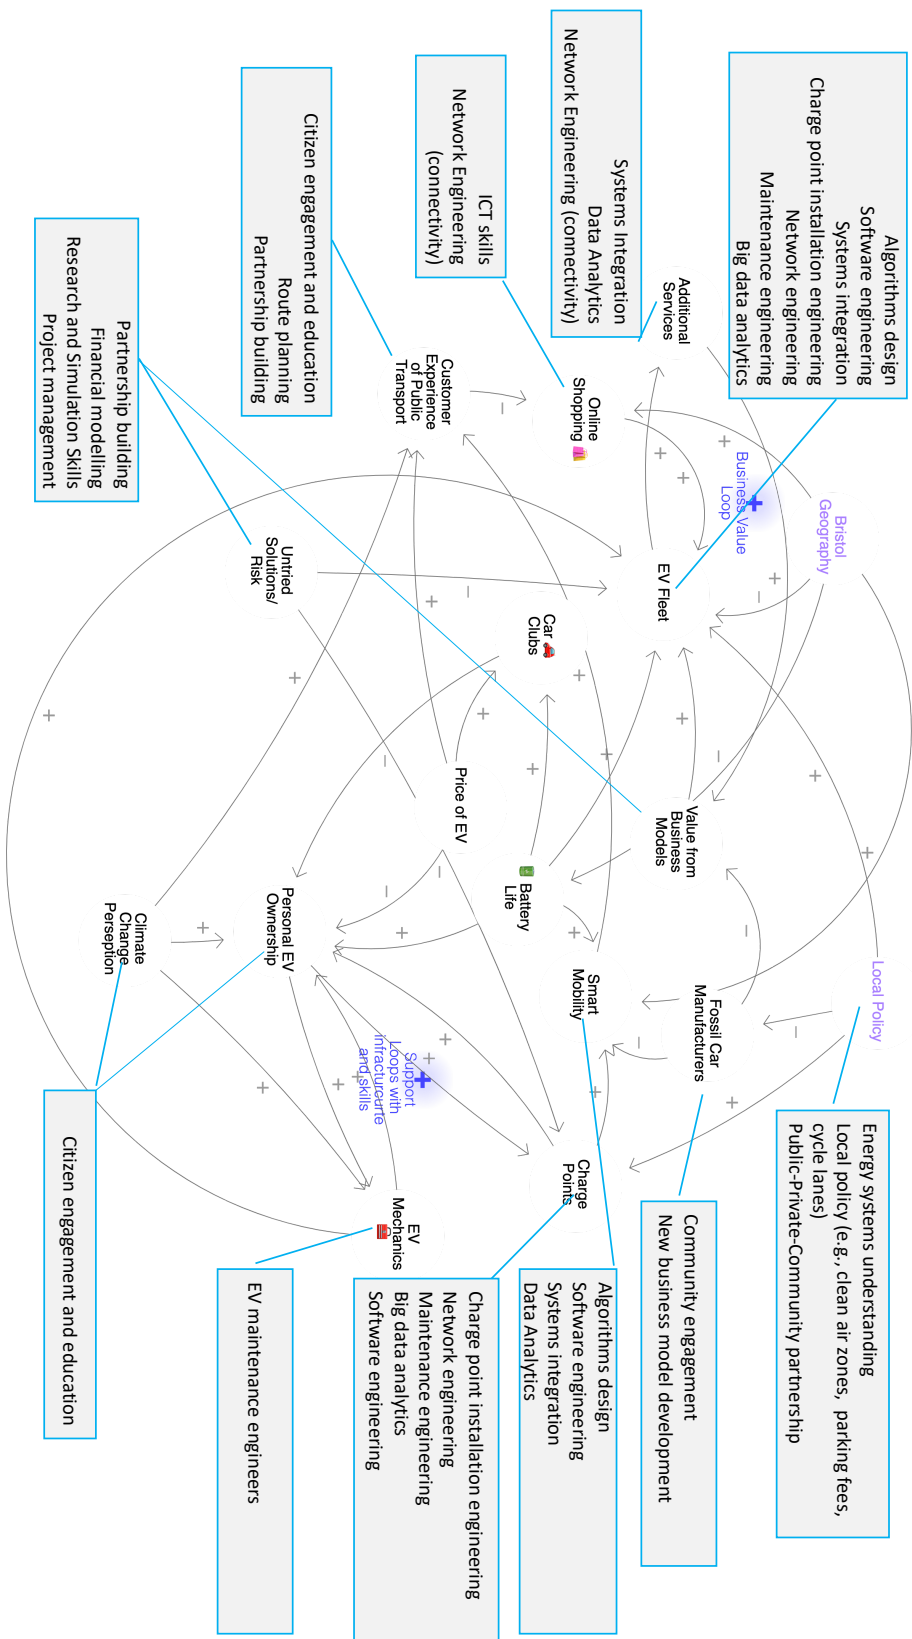 Algorithms design
Software engineering
Systems integration
Charge point installation engineering
Network engineering
Maintenance engineering
Big data analytics
Systems Integration
Data Analytics
Network Engineering (connectivity)
ICT skills
Network Engineering
(connectivity)
Citizen engagement and education
Route planning
Partnership building
Partnership building
Financial modelling
Research and Simulation Skills
Project management
Additional
Services
Online
Shopping
Customer
Experience
of Public
Transport
Business Value
Loop
Bristol
Geography
EV Fleet
Untried
Solutions/
Risk
Car
Clubs
Value from
Business
Models
Price of EV
Battery
Life
Personal EV
Ownership
Climate
Change
Perseption
Local Policy
Fossil Car
Manufacturers
Smart
Mobility
Support
Loops with
infracturcurte
and skills
Charge
Points
EV
Mechanics
Energy systems understanding
Local policy (e.g., clean air zones, parking fees,
cycle lanes)
Public-Private-Community partnership
Community engagement
New business model development
Algorithms design
Software engineering
Systems integration
Data Analytics
Charge point installation engineering
Network engineering
Maintenance engineering
Big data analytics
Software engineering
EV maintenance engineers
Citizen engagement and education